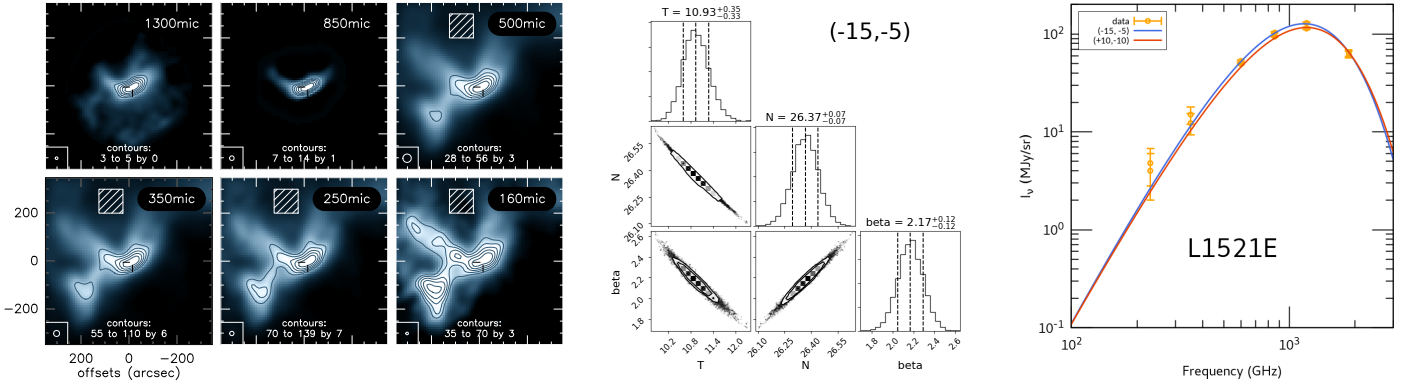 1300mic
3 to 5 by 0
850mic
contours:
7 to 14 by 1
500mic
contours:
28 to 56 by 3
350mic
contours:
55 to 110 by 6
250mic
contours:
70 to 139 by 7
160mic
contours:
35 to 70 by 3
200
0
−200
200 0 −200
offsets (arcsec)
(-15,-5)
T = 10.93+0.35−0.33
N = 26.37+0.07−0.07
beta = 2.17+0.12−0.12
N
26.55
26.40
26.25
26.10
beta
2.6
2.4
2.2
2.0
1.8
10.2 10.8 11.4 12.0
T
26.10 26.25 26.40 26.55
N
1.8 2.0 2.2 2.4 2.6
beta
data
(-15, -5)
(+10,-10)
L1521E
Iν (MJy/sr)
10²
10¹
10⁰
10⁻¹
10² 10³
Frequency (GHz)